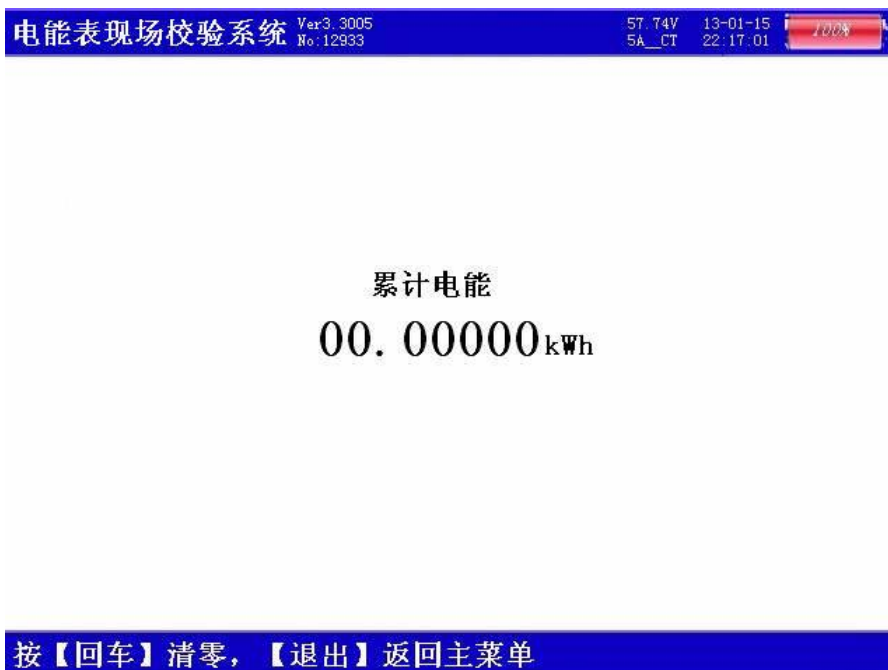 电能表现场校验系统 Ver3.3005 57.74V 13-01-15 100%
No:12933 5A__CT 22:17:01
累计电能
00.00000kWh
按【回车】清零，【退出】返回主菜单